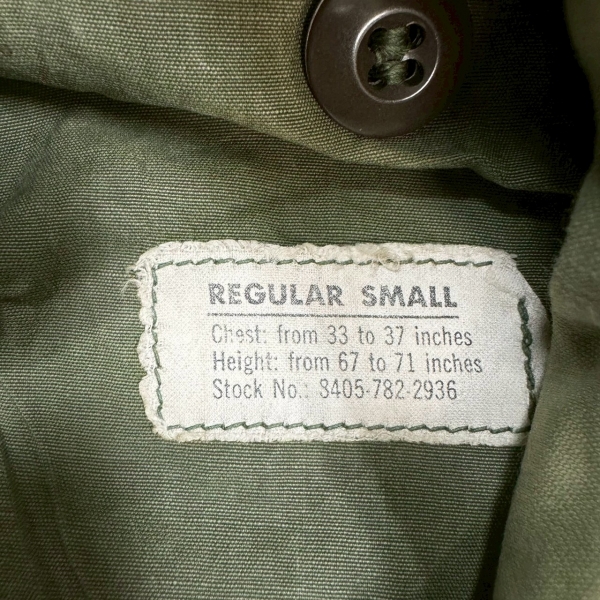 REGULAR SMALL
Chest: from 33 to 37 inches
Height: from 67 to 71 inches
Stock No.: 8405-782-2936